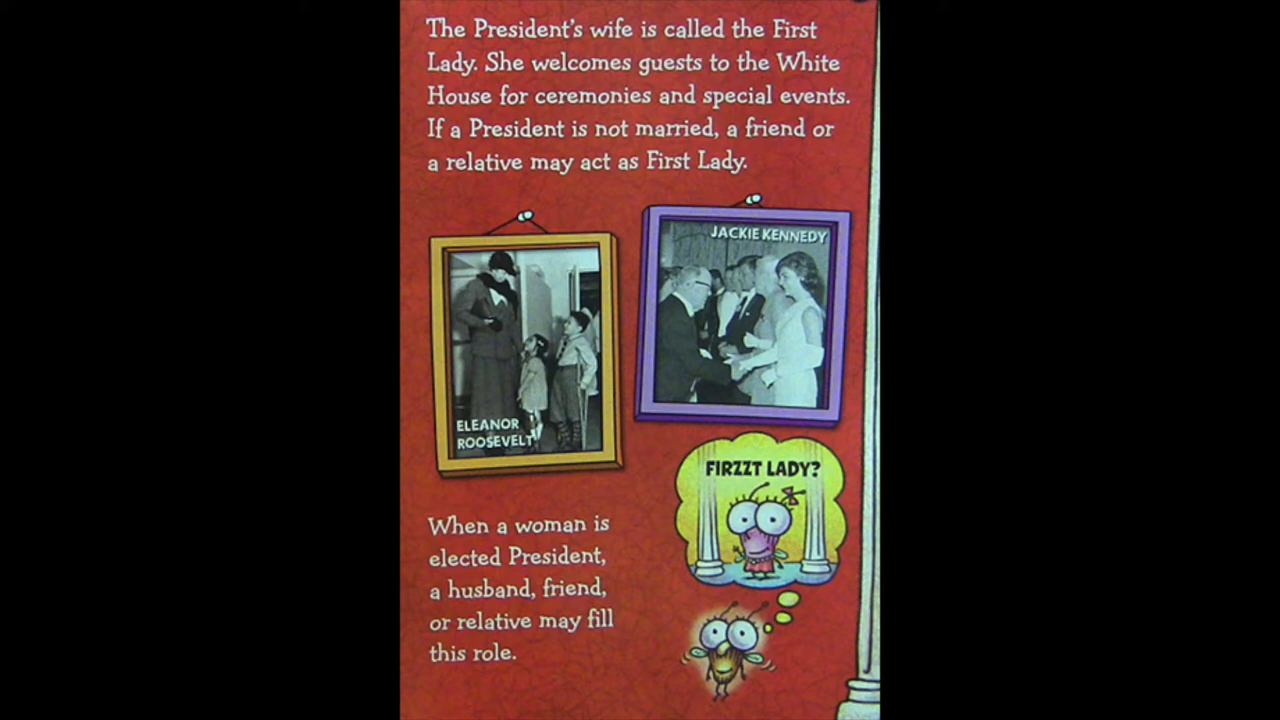 The President's wife is called the First
Lady. She welcomes guests to the White
House for ceremonies and special events.
If a President is not married, a friend or
a relative may act as First Lady.
JACKIE KENNEDY
ELEANOR
ROOSEVELT
FIRZZT LADY?
When a woman is
elected President,
a husband, friend,
or relative may fill
this role.